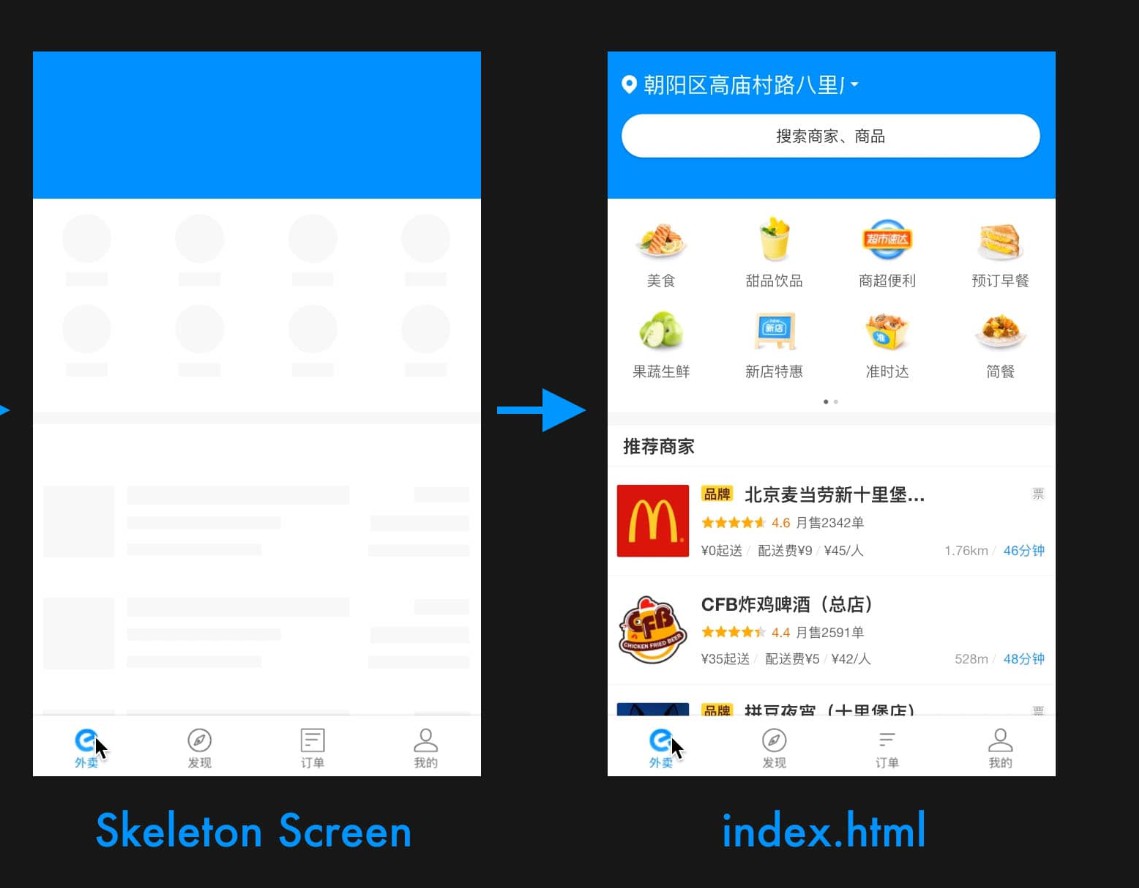 外卖
发现
订单
我的
Skeleton Screen
朝阳区高庙村路八里
搜索商家、商品
超市速达
美食
甜品饮品
商超便利
预订早餐
新店
准
果蔬生鲜
新店特惠
准时达
简餐
推荐商家
品牌 北京麦当劳新十里堡... 票
4.6 月售2342单
¥0起送 / 配送费¥9 / ¥45/人 1.76km / 46分钟
CFB
CHICKEN FRIED BEER
CFB炸鸡啤酒（总店）
4.4 月售2591单
¥35起送 / 配送费¥5 / ¥42/人 528m / 48分钟
品牌 拼豆夜宵（十里堡店） 票
外卖
发现
订单
我的
index.html